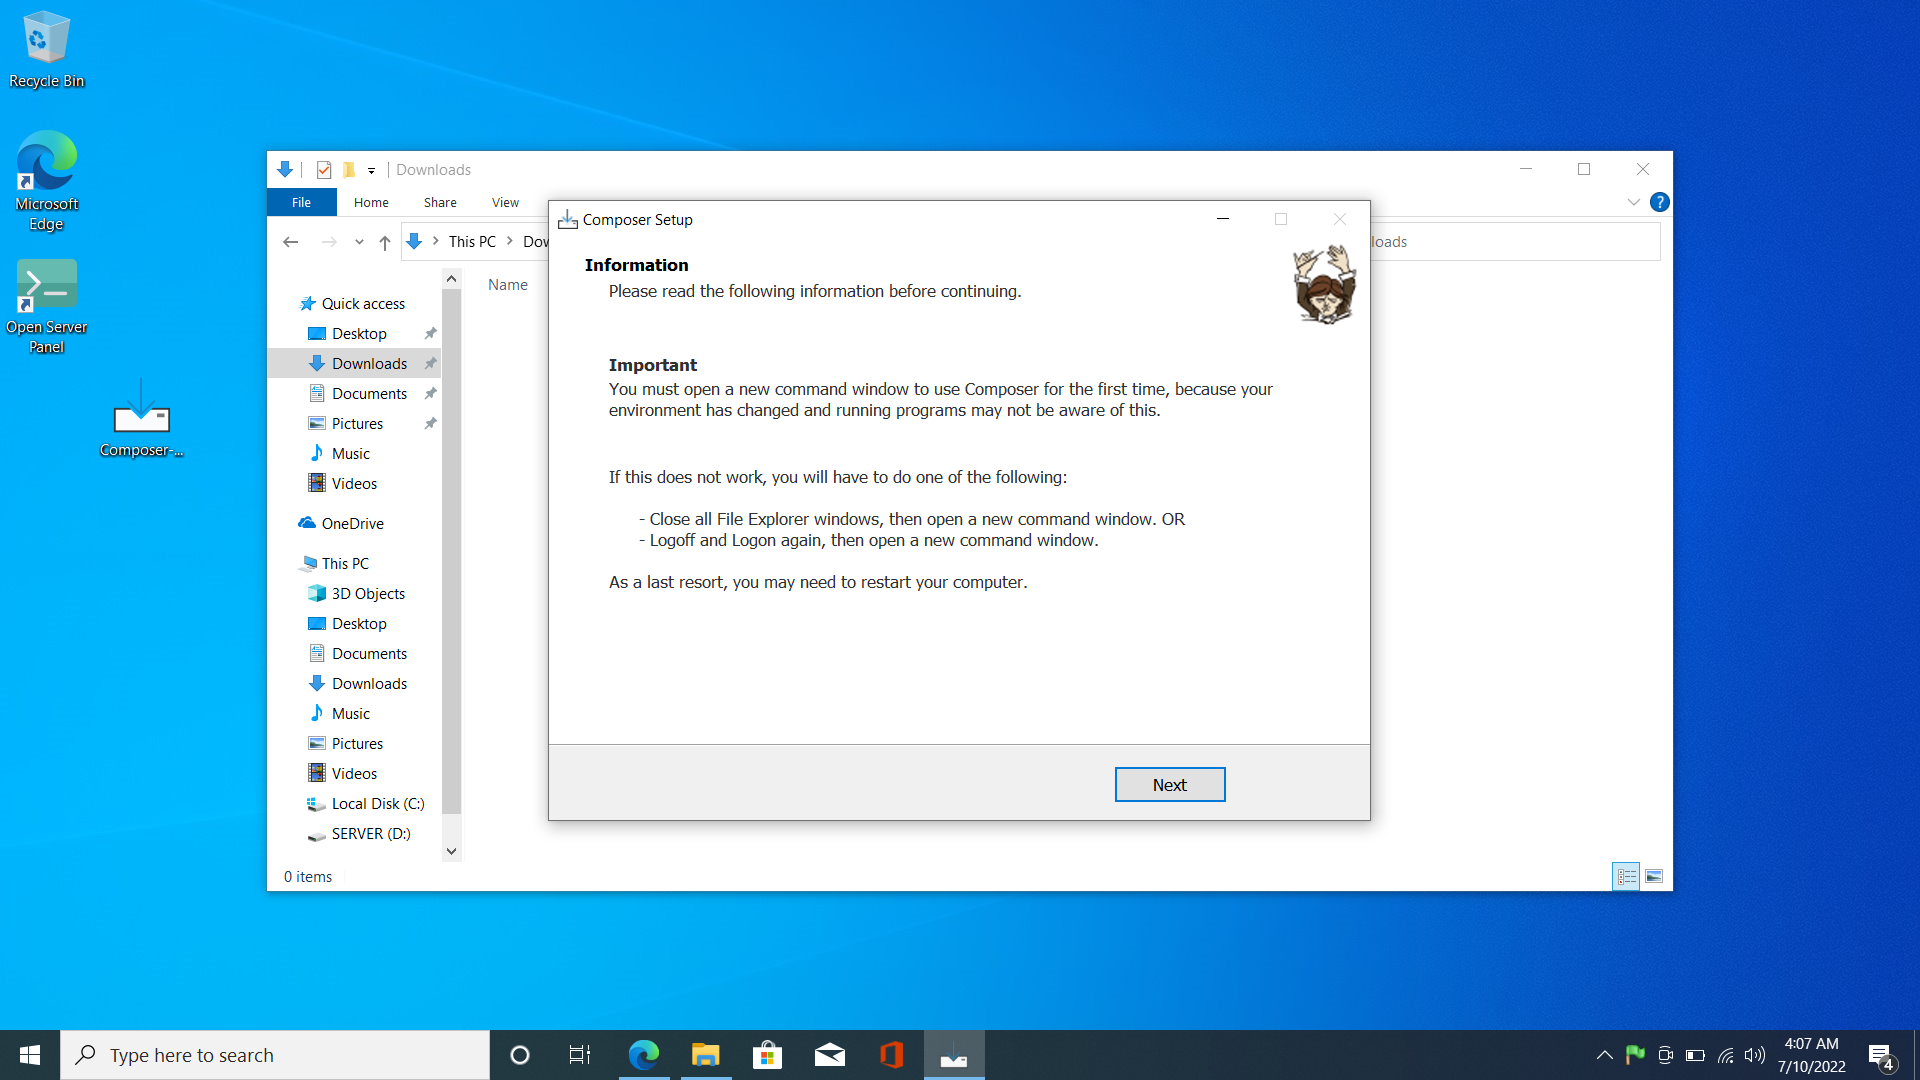 Recycle Bin
Microsoft
Edge
Open Server
Panel
Composer-...
Downloads
File
Home
Share
View
?
This PC
Dow
loads
Name
Quick access
Desktop
Downloads
Documents
Pictures
Music
Videos
OneDrive
This PC
3D Objects
Desktop
Documents
Downloads
Music
Pictures
Videos
Local Disk (C:)
SERVER (D:)
0 items
Composer Setup
Information
Please read the following information before continuing.
Important
You must open a new command window to use Composer for the first time, because your
environment has changed and running programs may not be aware of this.
If this does not work, you will have to do one of the following:
- Close all File Explorer windows, then open a new command window. OR
- Logoff and Logon again, then open a new command window.
As a last resort, you may need to restart your computer.
Next
Type here to search
4:07 AM
7/10/2022
4